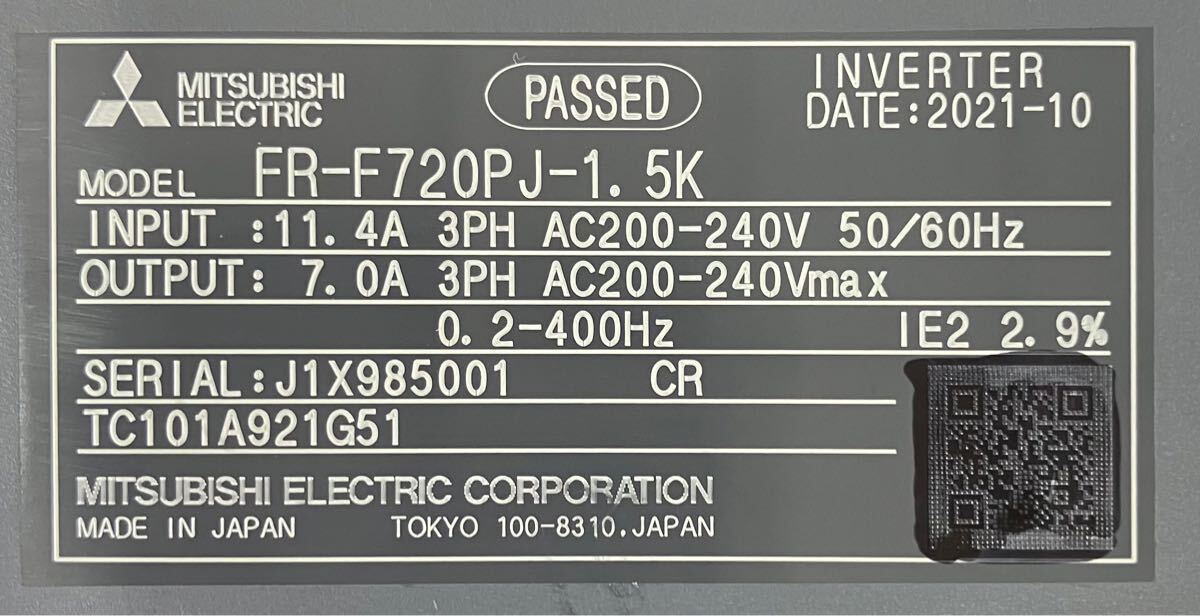 MITSUBISHI
ELECTRIC
PASSED
INVERTER
DATE:2021-10
MODEL FR-F720PJ-1.5K
INPUT :11.4A 3PH AC200-240V 50/60Hz
OUTPUT: 7.0A 3PH AC200-240Vmax
0.2-400Hz IE2 2.9%
SERIAL:J1X985001 CR
TC101A921G51
MITSUBISHI ELECTRIC CORPORATION
MADE IN JAPAN TOKYO 100-8310.JAPAN